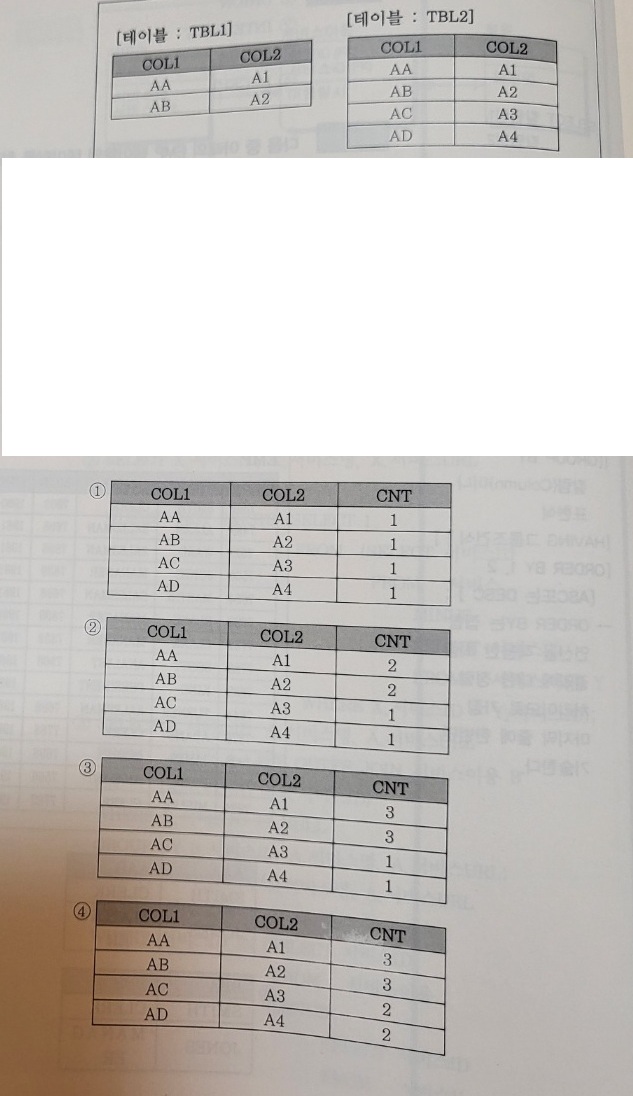 [테이블 : TBL1]
COL1 COL2
AA A1
AB A2
[테이블 : TBL2]
COL1 COL2
AA A1
AB A2
AC A3
AD A4
① COL1 COL2 CNT
AA A1 1
AB A2 1
AC A3 1
AD A4 1
② COL1 COL2 CNT
AA A1 2
AB A2 2
AC A3 1
AD A4 1
③ COL1 COL2 CNT
AA A1 3
AB A2 3
AC A3 1
AD A4 1
④ COL1 COL2 CNT
AA A1 3
AB A2 3
AC A3 2
AD A4 2